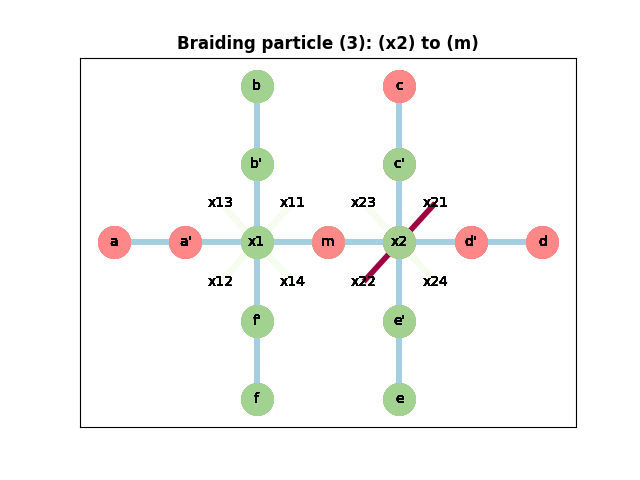 Braiding particle (3): (x2) to (m)
b c
b' c'
x13 x11 x23 x21
a a' x1 m x2 d' d
x12 x14 x22 x24
f' e'
f e